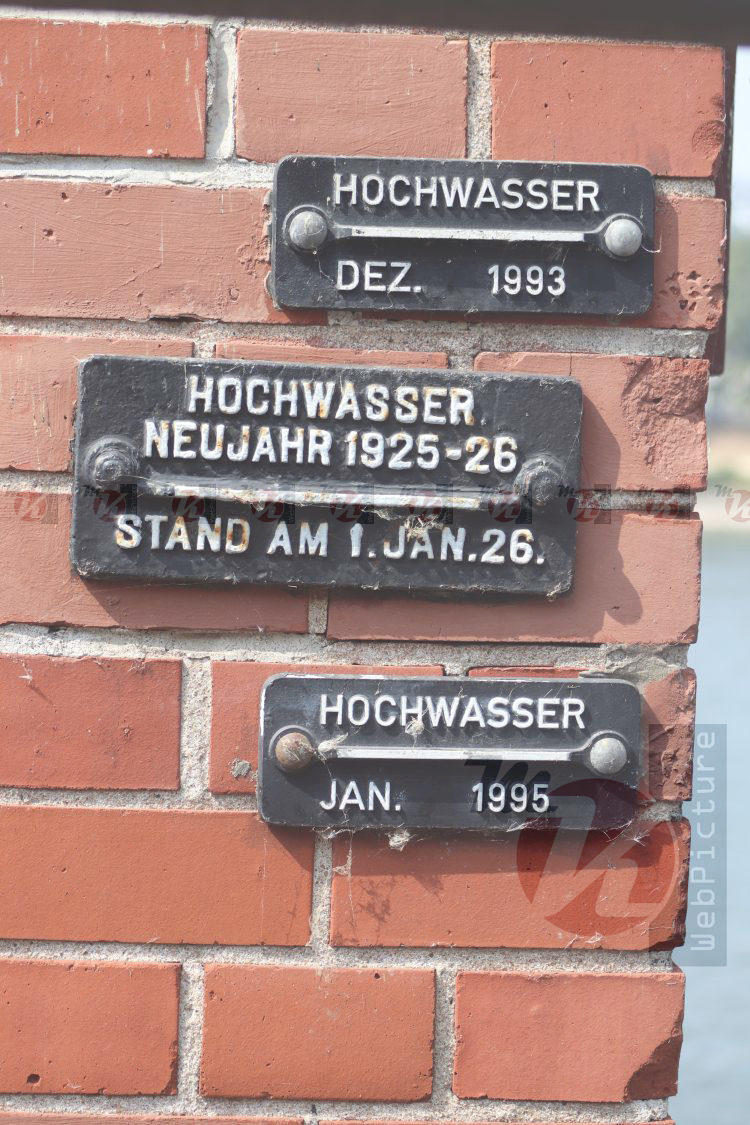 HOCHWASSER
DEZ. 1993
HOCHWASSER
NEUJAHR 1925-26
STAND AM 1.JAN.26.
HOCHWASSER
JAN. 1995
WebPicture